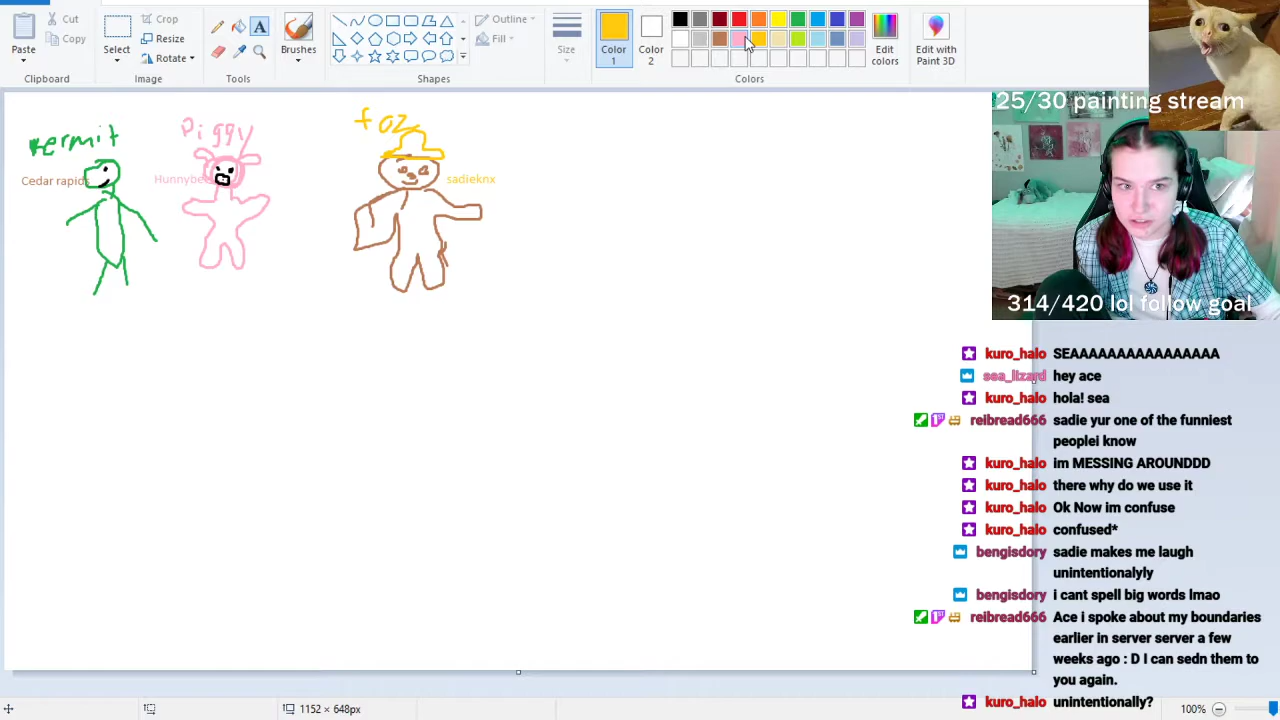 Paste
Cut
Copy
Clipboard
Select
Crop
Resize
Rotate
Image
A
Tools
Brushes
Shapes
Outline
Fill
Size
Color 1
Color 2
Edit colors
Colors
Edit with Paint 3D
25/30 painting stream
314/420 lol follow goal
kermit
Piggy
foz
Cedar rapids
Hunnybe
sadieknx
kuro_halo SEAAAAAAAAAAAAAAAA
sea_lizard hey ace
kuro_halo hola! sea
reibread666 sadie yur one of the funniest
peoplei know
kuro_halo im MESSING AROUNDDD
kuro_halo there why do we use it
kuro_halo Ok Now im confuse
kuro_halo confused*
bengisdory sadie makes me laugh
unintentionalyly
bengisdory i cant spell big words lmao
reibread666 Ace i spoke about my boundaries
earlier in server server a few
weeks ago : D I can sedn them to
you again.
kuro_halo unintentionally?
1152 × 648px
100%